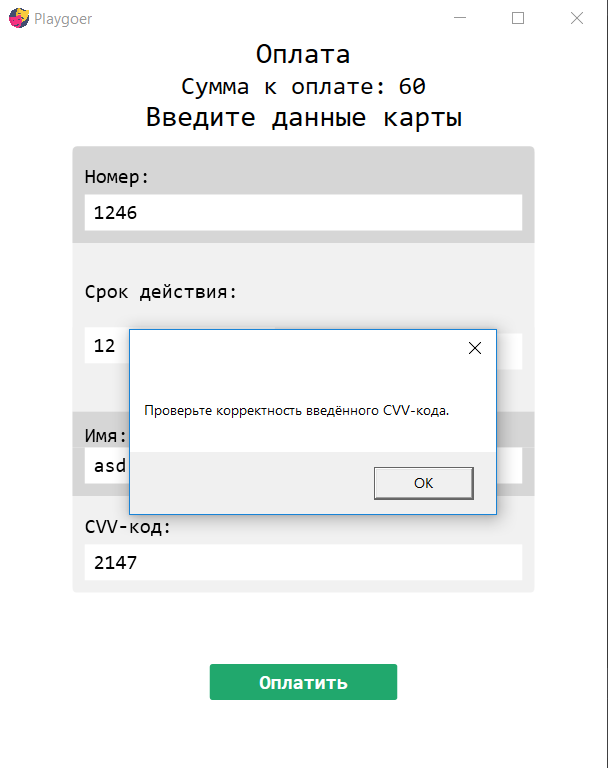 Playgoer
Оплата
Сумма к оплате: 60
Введите данные карты
Номер:
1246
Срок действия:
12
Проверьте корректность введённого CVV-кода.
OK
Имя:
asd
CVV-код:
2147
Оплатить